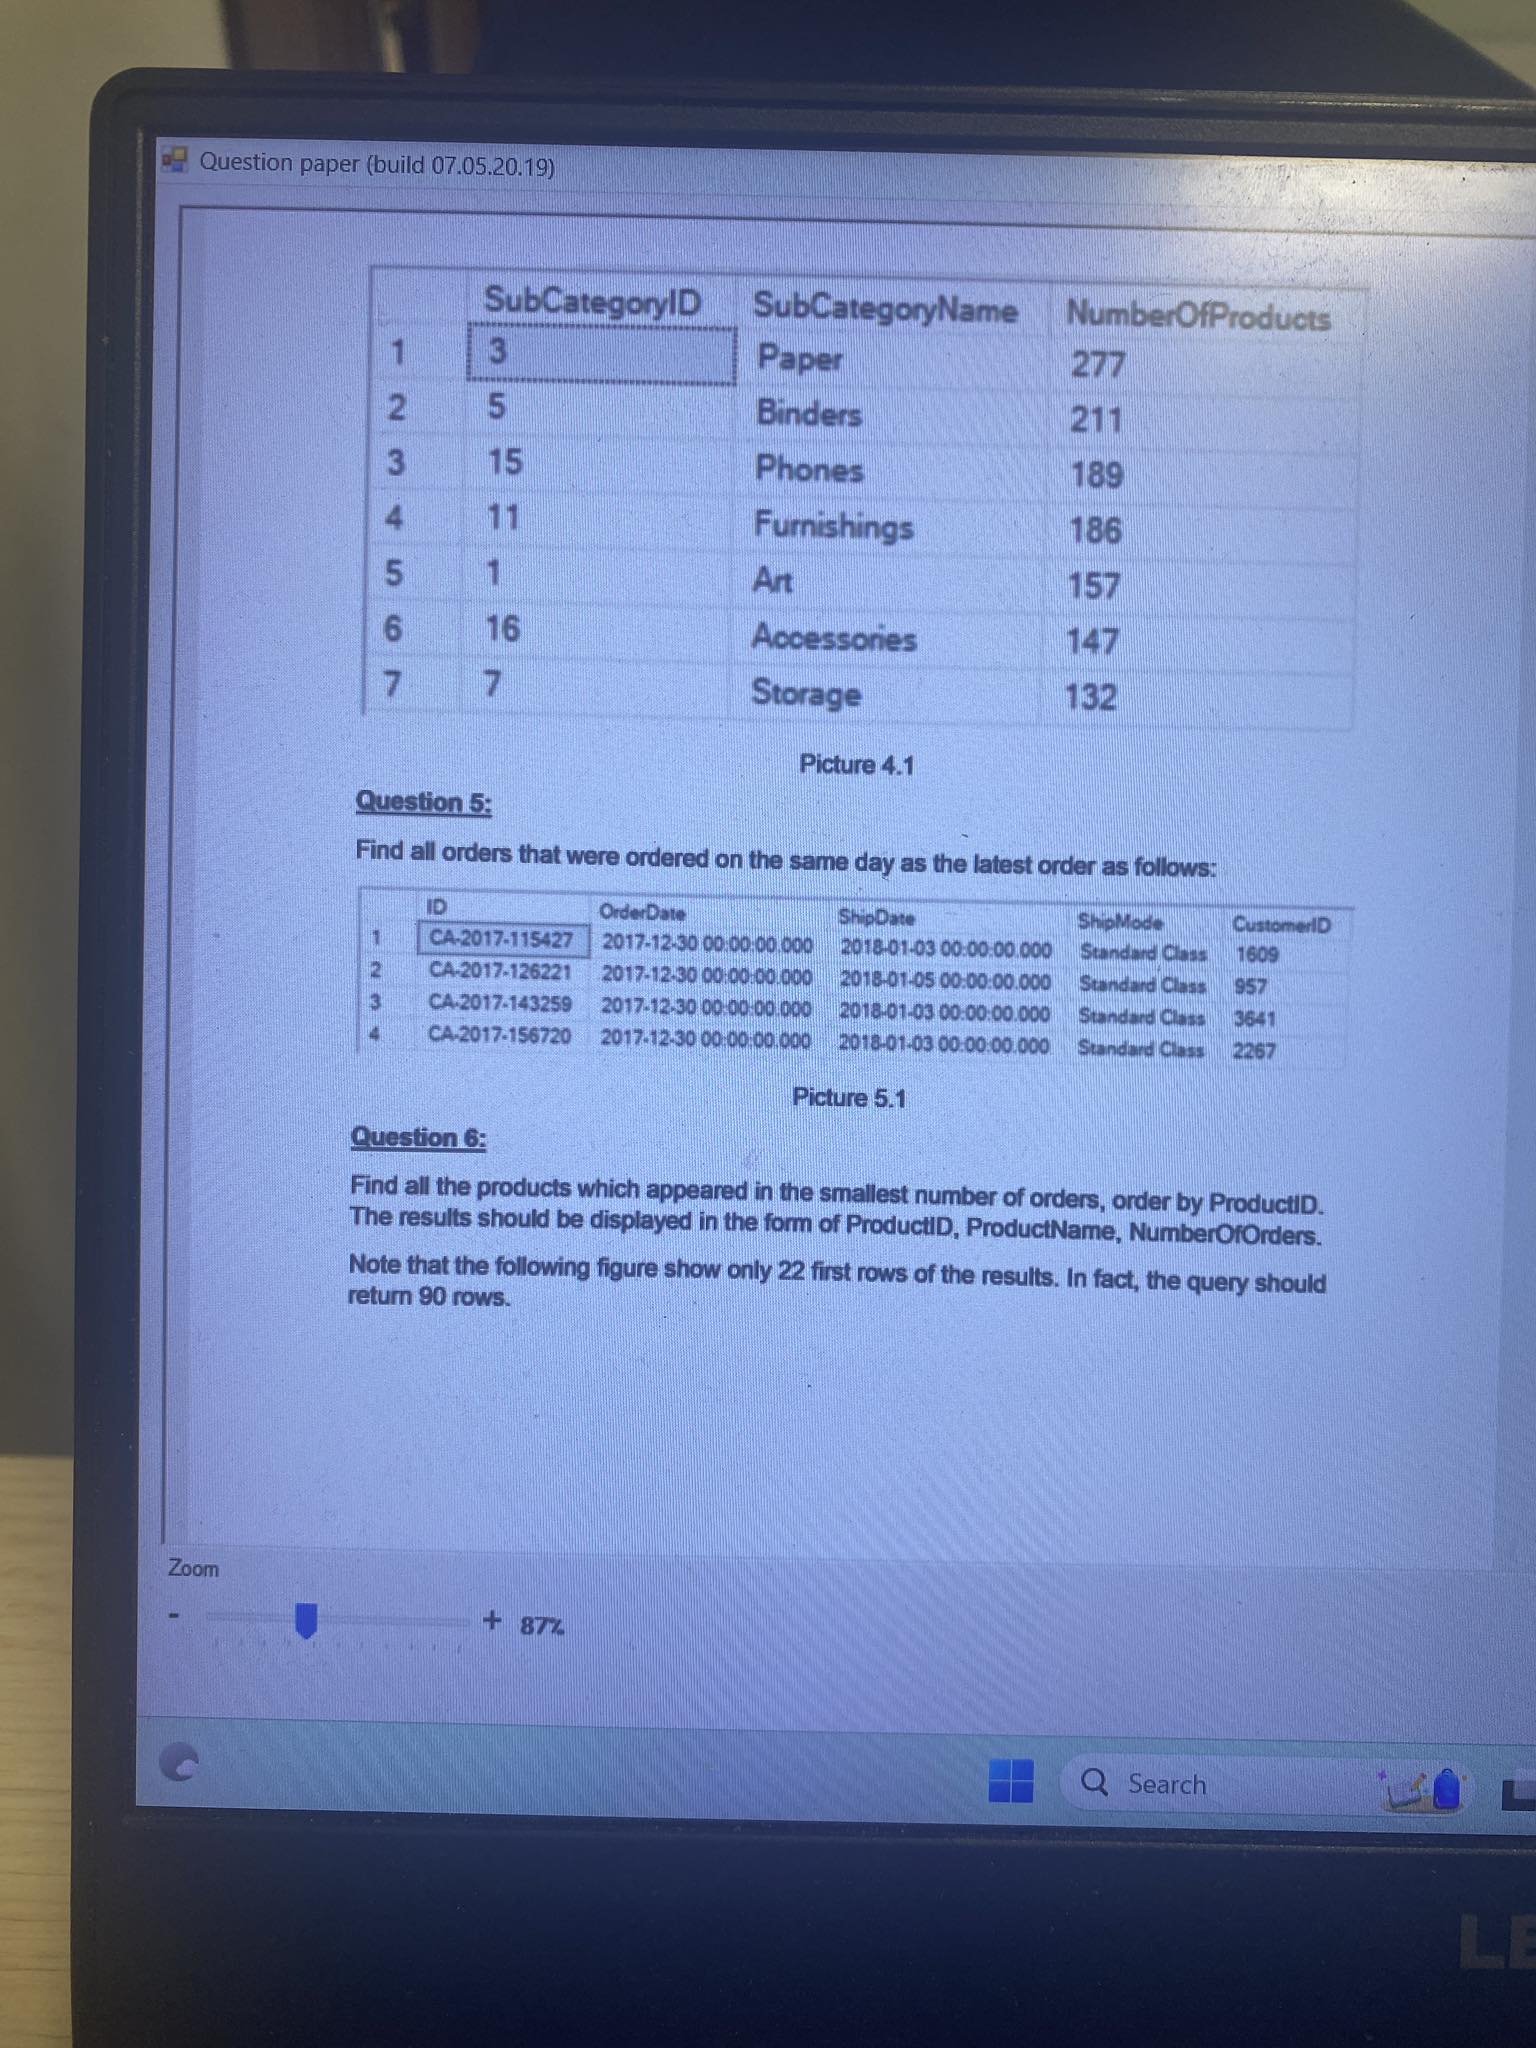 Question paper (build 07.05.20.19)
SubCategoryID SubCategoryName NumberOfProducts
1 3 Paper 277
2 5 Binders 211
3 15 Phones 189
4 11 Furnishings 186
5 1 Art 157
6 16 Accessories 147
7 7 Storage 132
Picture 4.1
Question 5:
Find all orders that were ordered on the same day as the latest order as follows:
ID OrderDate ShipDate ShipMode CustomerID
1 CA-2017-115427 2017-12-30 00:00:00.000 2018-01-03 00:00:00.000 Standard Class 1609
2 CA-2017-126221 2017-12-30 00:00:00.000 2018-01-05 00:00:00.000 Standard Class 957
3 CA-2017-143259 2017-12-30 00:00:00.000 2018-01-03 00:00:00.000 Standard Class 3641
4 CA-2017-156720 2017-12-30 00:00:00.000 2018-01-03 00:00:00.000 Standard Class 2267
Picture 5.1
Question 6:
Find all the products which appeared in the smallest number of orders, order by ProductID.
The results should be displayed in the form of ProductID, ProductName, NumberOfOrders.
Note that the following figure show only 22 first rows of the results. In fact, the query should
return 90 rows.
Zoom
- + 87%
Search
LE